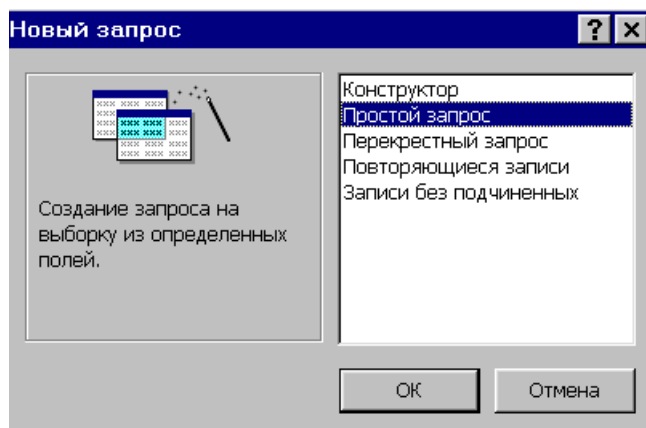 Новый запрос
Конструктор
Простой запрос
Перекрестный запрос
Повторяющиеся записи
Записи без подчиненных
Создание запроса на
выборку из определенных
полей.
ОК
Отмена